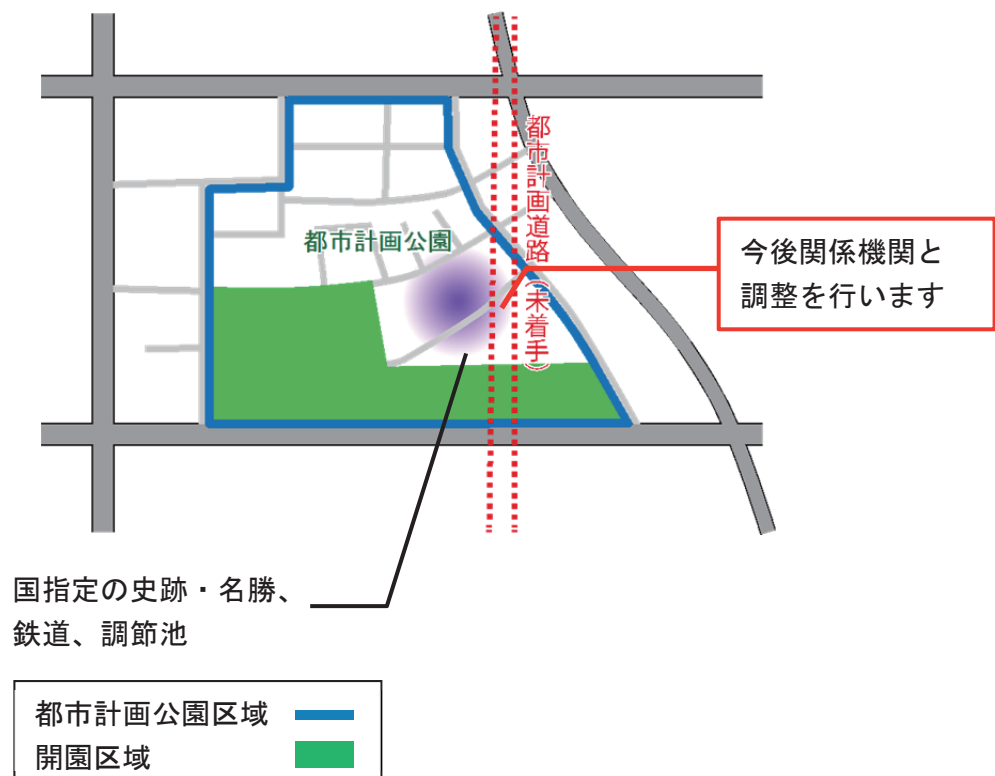 都市計画道路(未着手)
都市計画公園
今後関係機関と
調整を行います
国指定の史跡・名勝、
鉄道、調節池
都市計画公園区域
開園区域